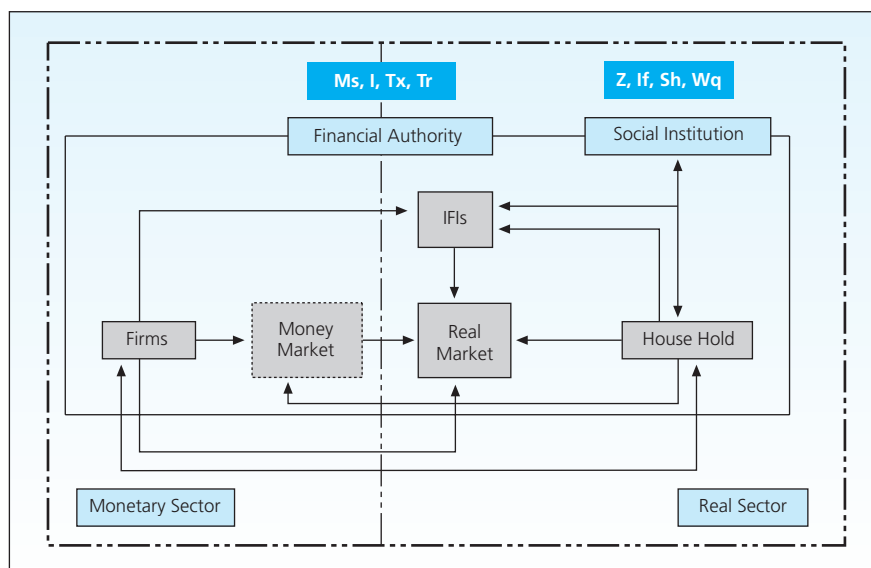 Ms, I, Tx, Tr
Z, If, Sh, Wq
Financial Authority
Social Institution
IFIs
Firms
Money
Market
Real
Market
House Hold
Monetary Sector
Real Sector